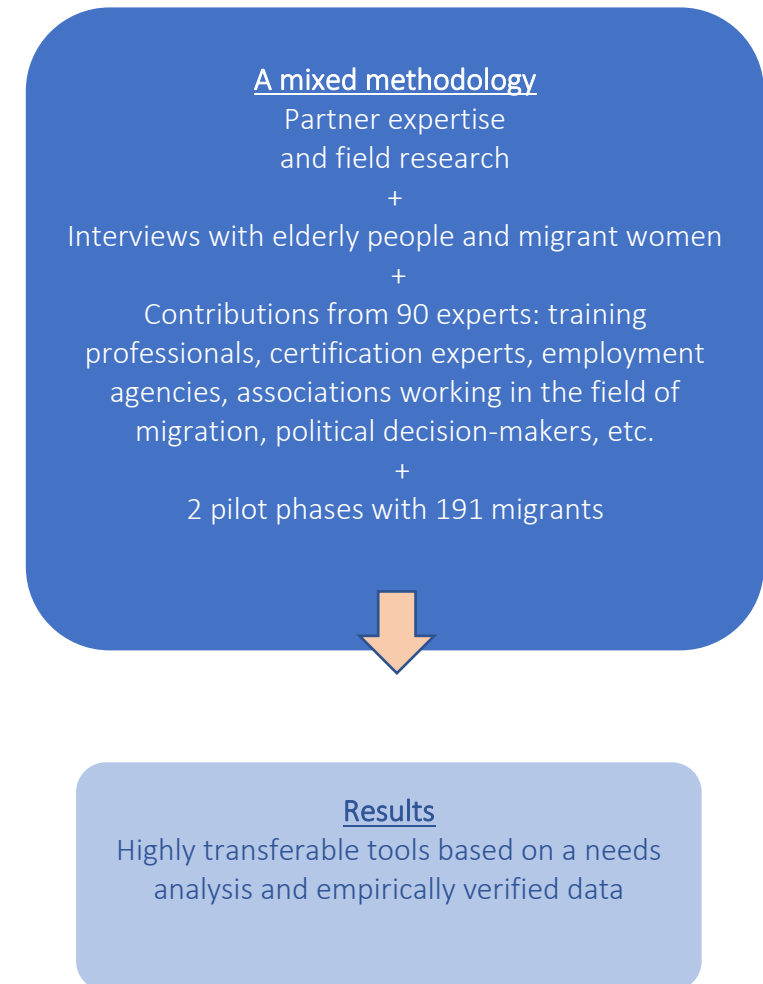 A mixed methodology
Partner expertise
and field research
+
Interviews with elderly people and migrant women
+
Contributions from 90 experts: training
professionals, certification experts, employment
agencies, associations working in the field of
migration, political decision-makers, etc.
+
2 pilot phases with 191 migrants
Results
Highly transferable tools based on a needs
analysis and empirically verified data